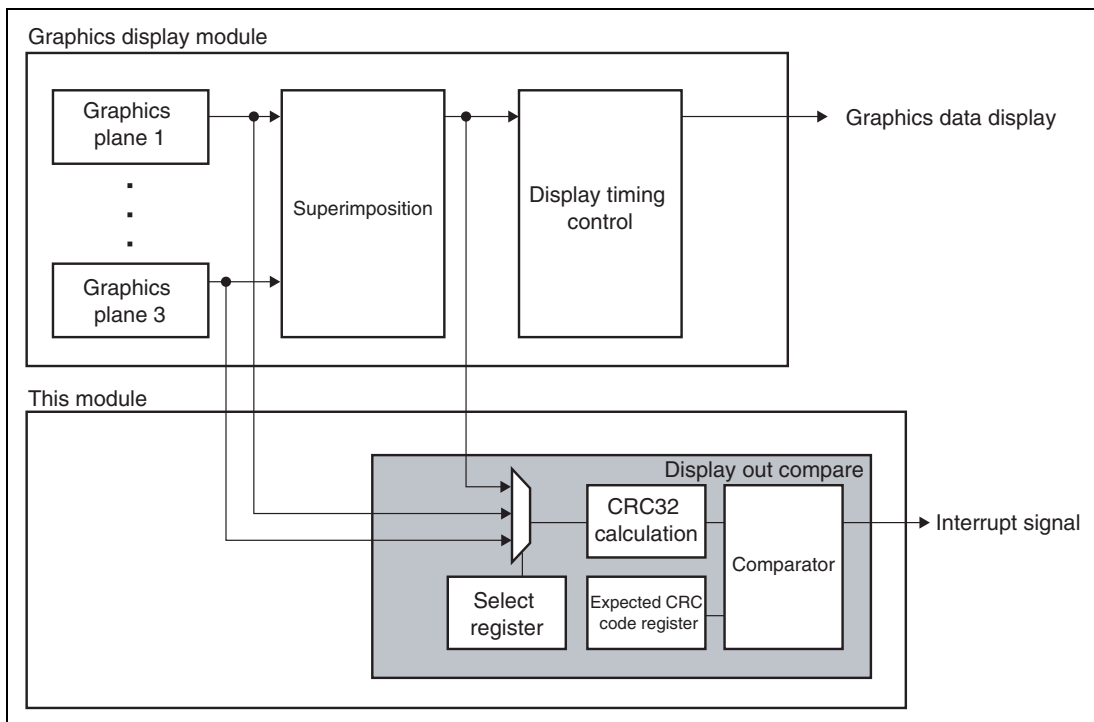 Graphics display module
Graphics
plane 1
Graphics
plane 3
Superimposition
Display timing
control
Graphics data display
This module
Display out compare
CRC32
calculation
Comparator
Interrupt signal
Select
register
Expected CRC
code register